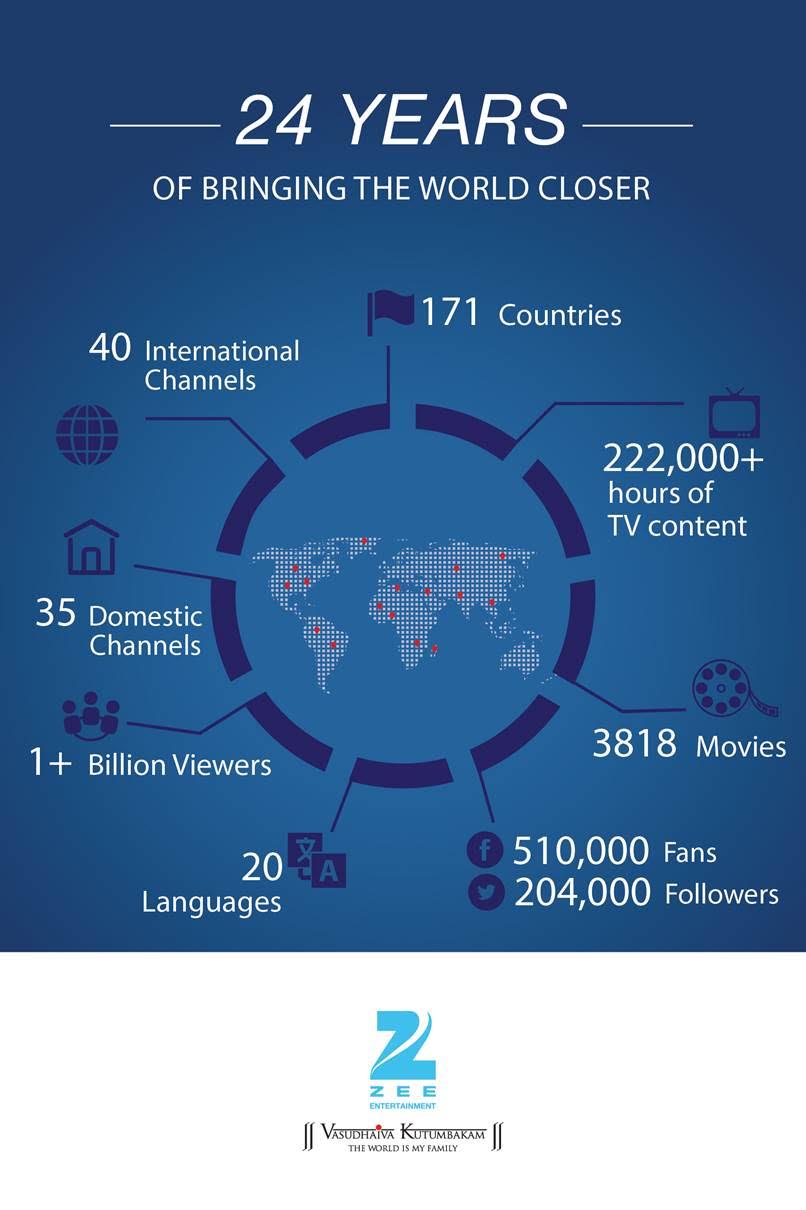 24 YEARS
OF BRINGING THE WORLD CLOSER
171 Countries
40 International
Channels
222,000+
hours of
TV content
35 Domestic
Channels
3818 Movies
1+ Billion Viewers
20
Languages
文
A
f
510,000 Fans
204,000 Followers
Z
ZEE
ENTERTAINMENT
|| VASUDHAIVA KUTUMBAKAM ||
THE WORLD IS MY FAMILY